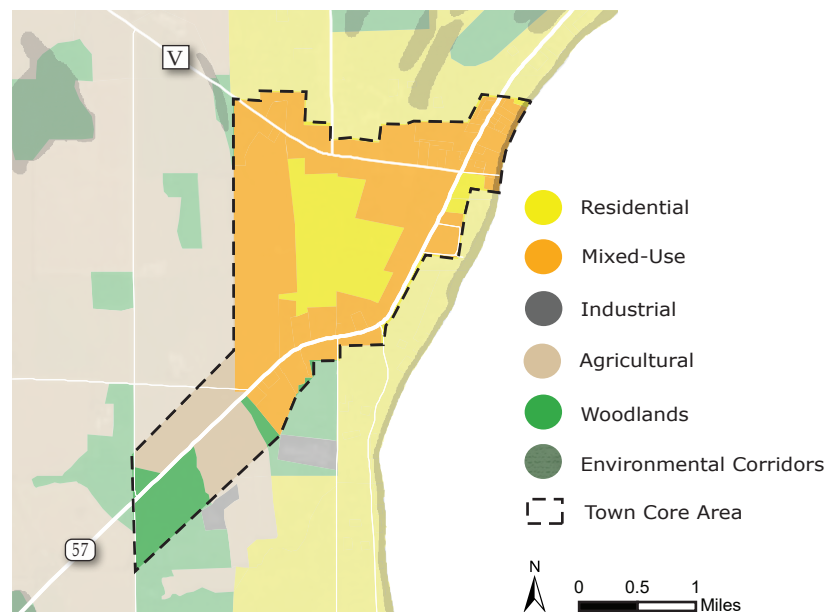 V
Residential
Mixed-Use
Industrial
Agricultural
Woodlands
Environmental Corridors
Town Core Area
57
N
0 0.5 1
Miles